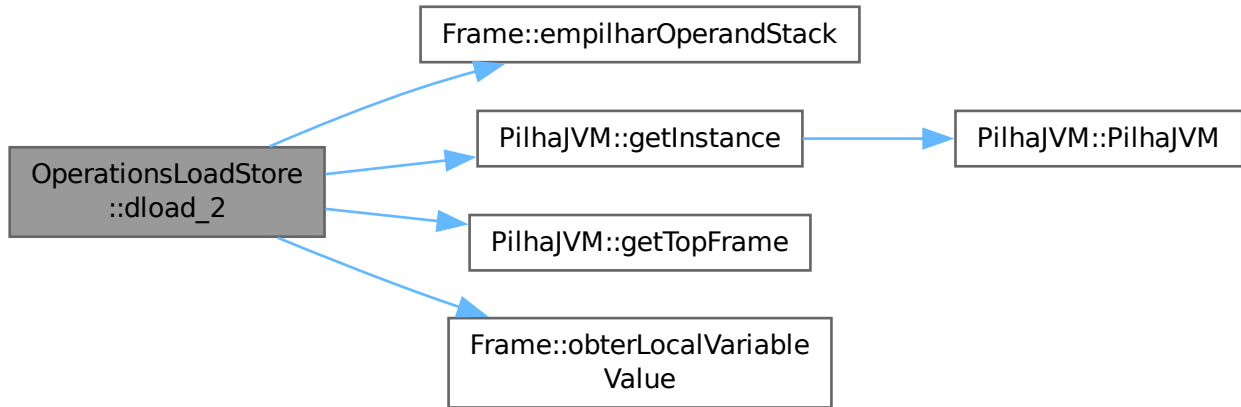 Frame::empilharOperandStack
OperationsLoadStore
::dload_2
PilhaJVM::getInstance
PilhaJVM::PilhaJVM
PilhaJVM::getTopFrame
Frame::obterLocalVariable
Value